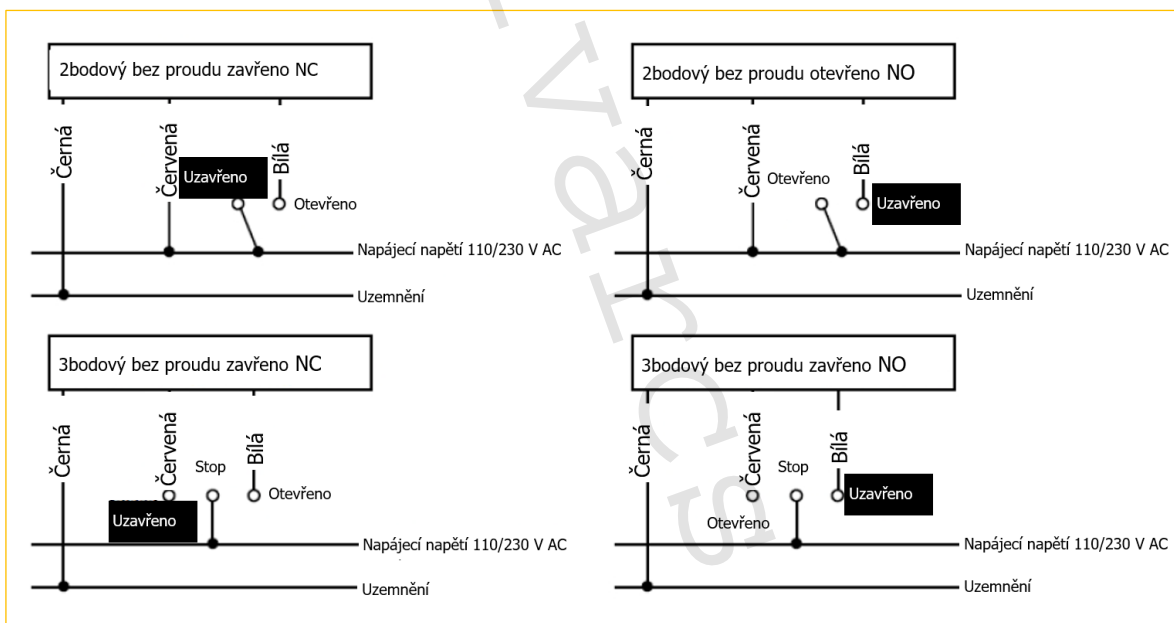 2bodový bez proudu zavřeno NC
Černá
Červená
Bílá
Uzavřeno
Otevřeno
Napájecí napětí 110/230 V AC
Uzemnění
2bodový bez proudu otevřeno NO
Černá
Červená
Bílá
Otevřeno
Uzavřeno
Napájecí napětí 110/230 V AC
Uzemnění
3bodový bez proudu zavřeno NC
Černá
Červená
Stop
Bílá
Otevřeno
Uzavřeno
Napájecí napětí 110/230 V AC
Uzemnění
3bodový bez proudu zavřeno NO
Černá
Červená
Stop
Bílá
Uzavřeno
Otevřeno
Napájecí napětí 110/230 V AC
Uzemnění
ivarcs